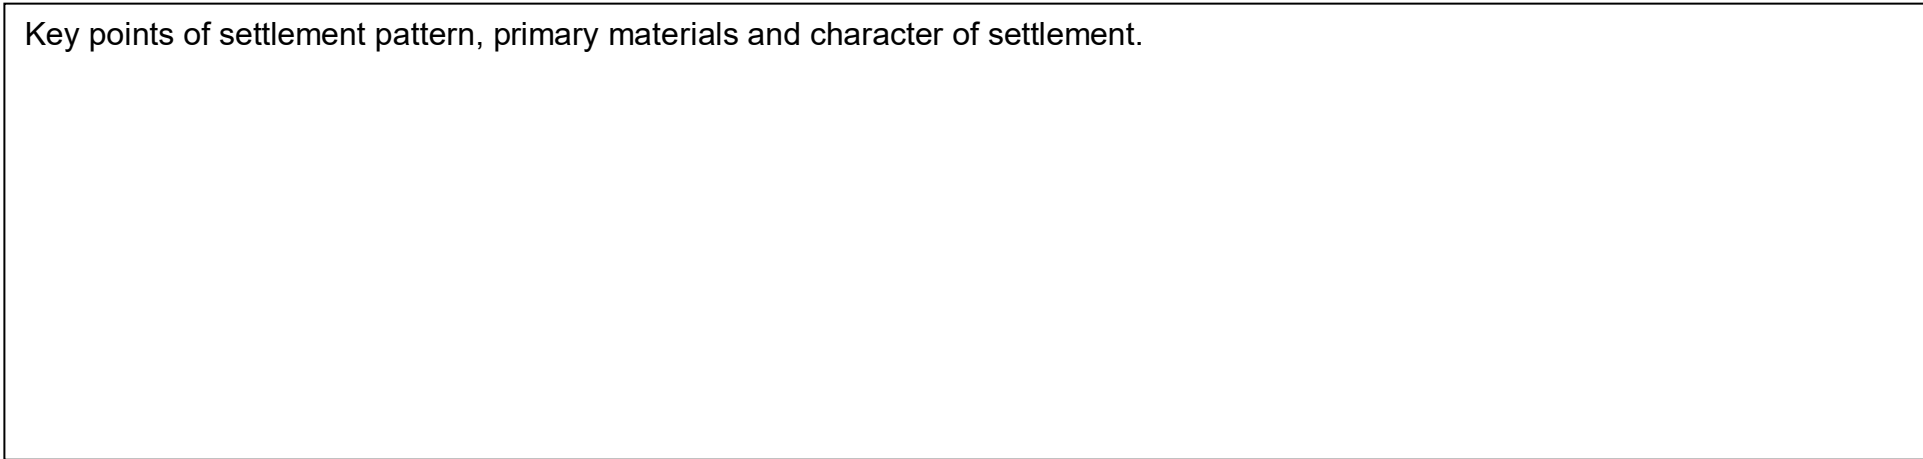 Key points of settlement pattern, primary materials and character of settlement.